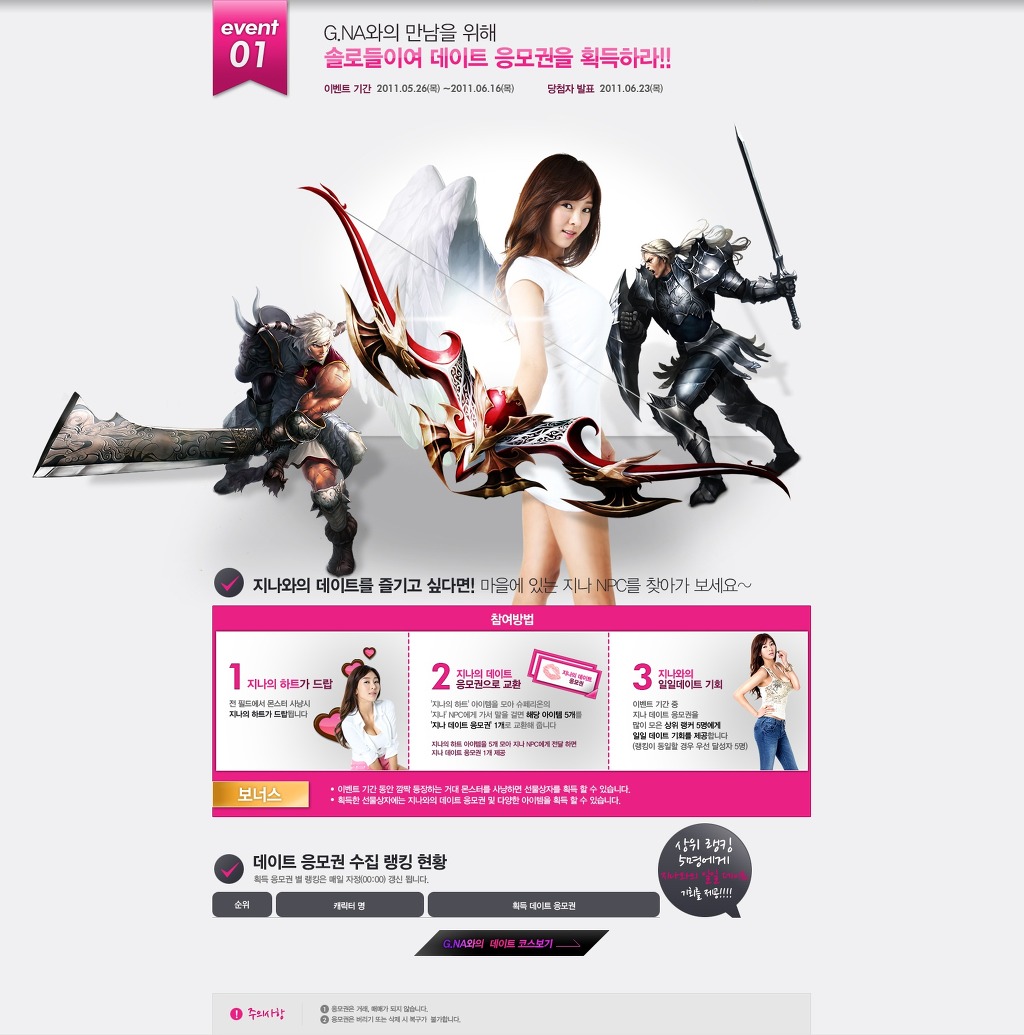 event
01
G.NA와의 만남을 위해
솔로들이여 데이트 응모권을 획득하라!!
이벤트 기간 2011.05.26(목) ~2011.06.16(목) 당첨자 발표 2011.06.23(목)
지나와의 데이트를 즐기고 싶다면! 마을에 있는 지나 NPC를 찾아가 보세요~
참여방법
1 지나의 하트가 드랍
전 필드에서 몬스터 사냥시
지나의 하트가 드랍됩니다
2 지나의 데이트
응모권으로 교환
지나의 데이트
응모권
'지나의 하트' 아이템을 모아 슈페리온의
'지나' NPC에게 가서 말을 걸면 해당 아이템 5개를
'지나 데이트 응모권' 1개로 교환해 줍니다
지나의 하트 아이템을 5개 모아 지나 NPC에게 전달 하면
지나 데이트 응모권 1개 제공
3 지나와의
일일데이트 기회
이벤트 기간 중
지나 데이트 응모권을
많이 모은 상위 랭커 5명에게
일일 데이트 기회를 제공합니다
(랭킹이 동일할 경우 우선 달성자 5명)
보너스
• 이벤트 기간 동안 깜짝 등장하는 거대 몬스터를 사냥하면 선물상자를 획득 할 수 있습니다.
• 획득한 선물상자에는 지나와의 데이트 응모권 및 다양한 아이템을 획득 할 수 있습니다.
데이트 응모권 수집 랭킹 현황
획득 응모권 별 랭킹은 매일 자정(00:00) 갱신 됩니다.
상위 랭킹
5명에게
지나와의 일일 데이트
기회를 제공!!!!
순위 캐릭터 명 획득 데이트 응모권
G.NA와의 데이트 코스보기
주의사항
1 응모권은 거래, 매매가 되지 않습니다.
2 응모권은 버리기 또는 삭제 시 복구가 불가합니다.